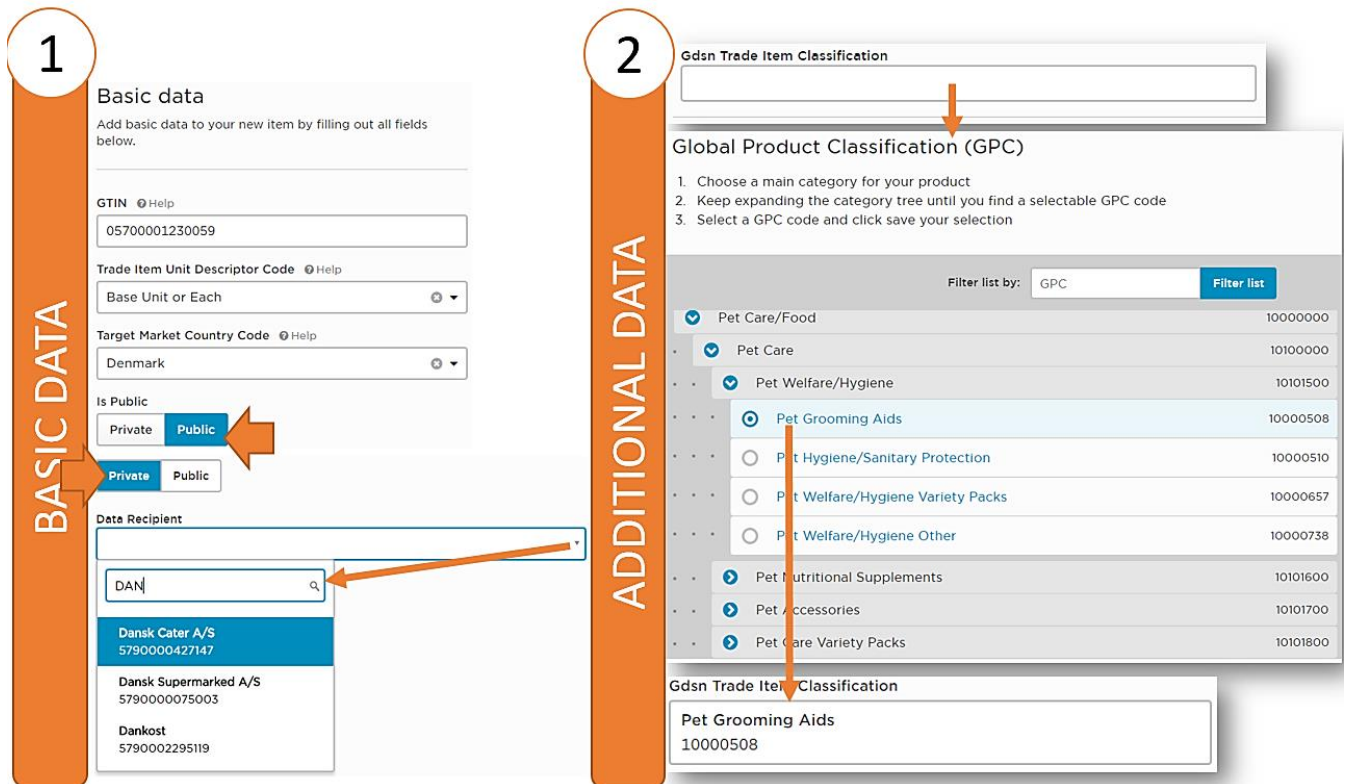 1
BASIC DATA
Basic data
Add basic data to your new item by filling out all fields
below.
GTIN Help
05700001230059
Trade Item Unit Descriptor Code Help
Base Unit or Each
Target Market Country Code Help
Denmark
Is Public
Private Public
Private Public
Data Recipient
DAN
Dansk Cater A/S
5790000427147
Dansk Supermarked A/S
5790000075003
Dankost
5790002295119
2
ADDITIONAL DATA
Gdsn Trade Item Classification
Global Product Classification (GPC)
1. Choose a main category for your product
2. Keep expanding the category tree until you find a selectable GPC code
3. Select a GPC code and click save your selection
Filter list by: GPC Filter list
Pet Care/Food 10000000
Pet Care 10100000
Pet Welfare/Hygiene 10101500
Pet Grooming Aids 10000508
Pet Hygiene/Sanitary Protection 10000510
Pet Welfare/Hygiene Variety Packs 10000657
Pet Welfare/Hygiene Other 10000738
Pet Nutritional Supplements 10101600
Pet Accessories 10101700
Pet Care Variety Packs 10101800
Gdsn Trade Item Classification
Pet Grooming Aids
10000508